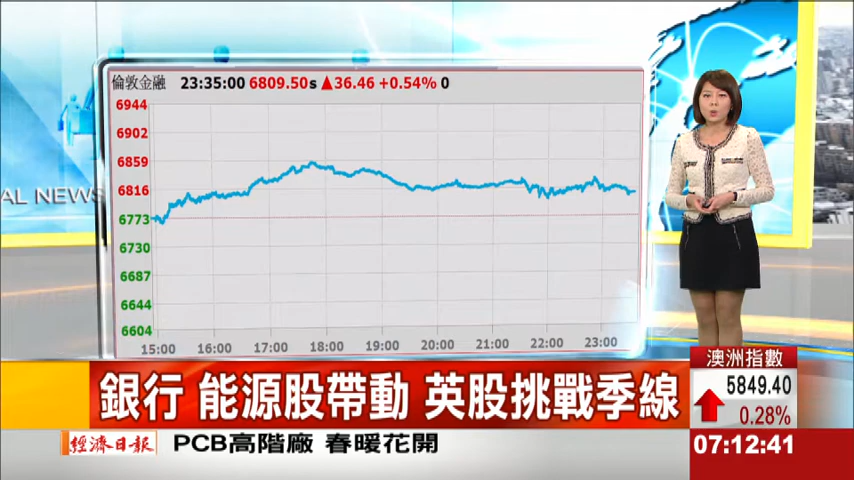 倫敦金融 23:35:00 6809.50s ▲36.46 +0.54% 0
6944
6902
6859
6816
6773
6730
6687
6644
6604
15:00 16:00 17:00 18:00 19:00 20:00 21:00 22:00 23:00
AL NEWS
銀行 能源股帶動 英股挑戰季線
澳洲指數
5849.40
0.28%
經濟日報 PCB高階廠 春暖花開
07:12:41